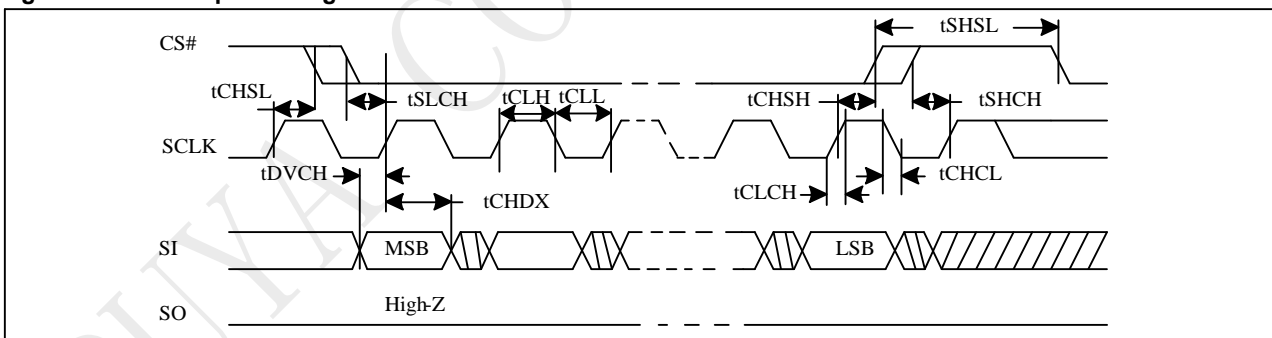 CS#
tSHSL
tCHSL
tSLCH
tCLH
tCLL
tCHSH
tSHCH
SCLK
tDVCH
tCHDX
tCLCH
tCHCL
SI
MSB
LSB
SO
High-Z